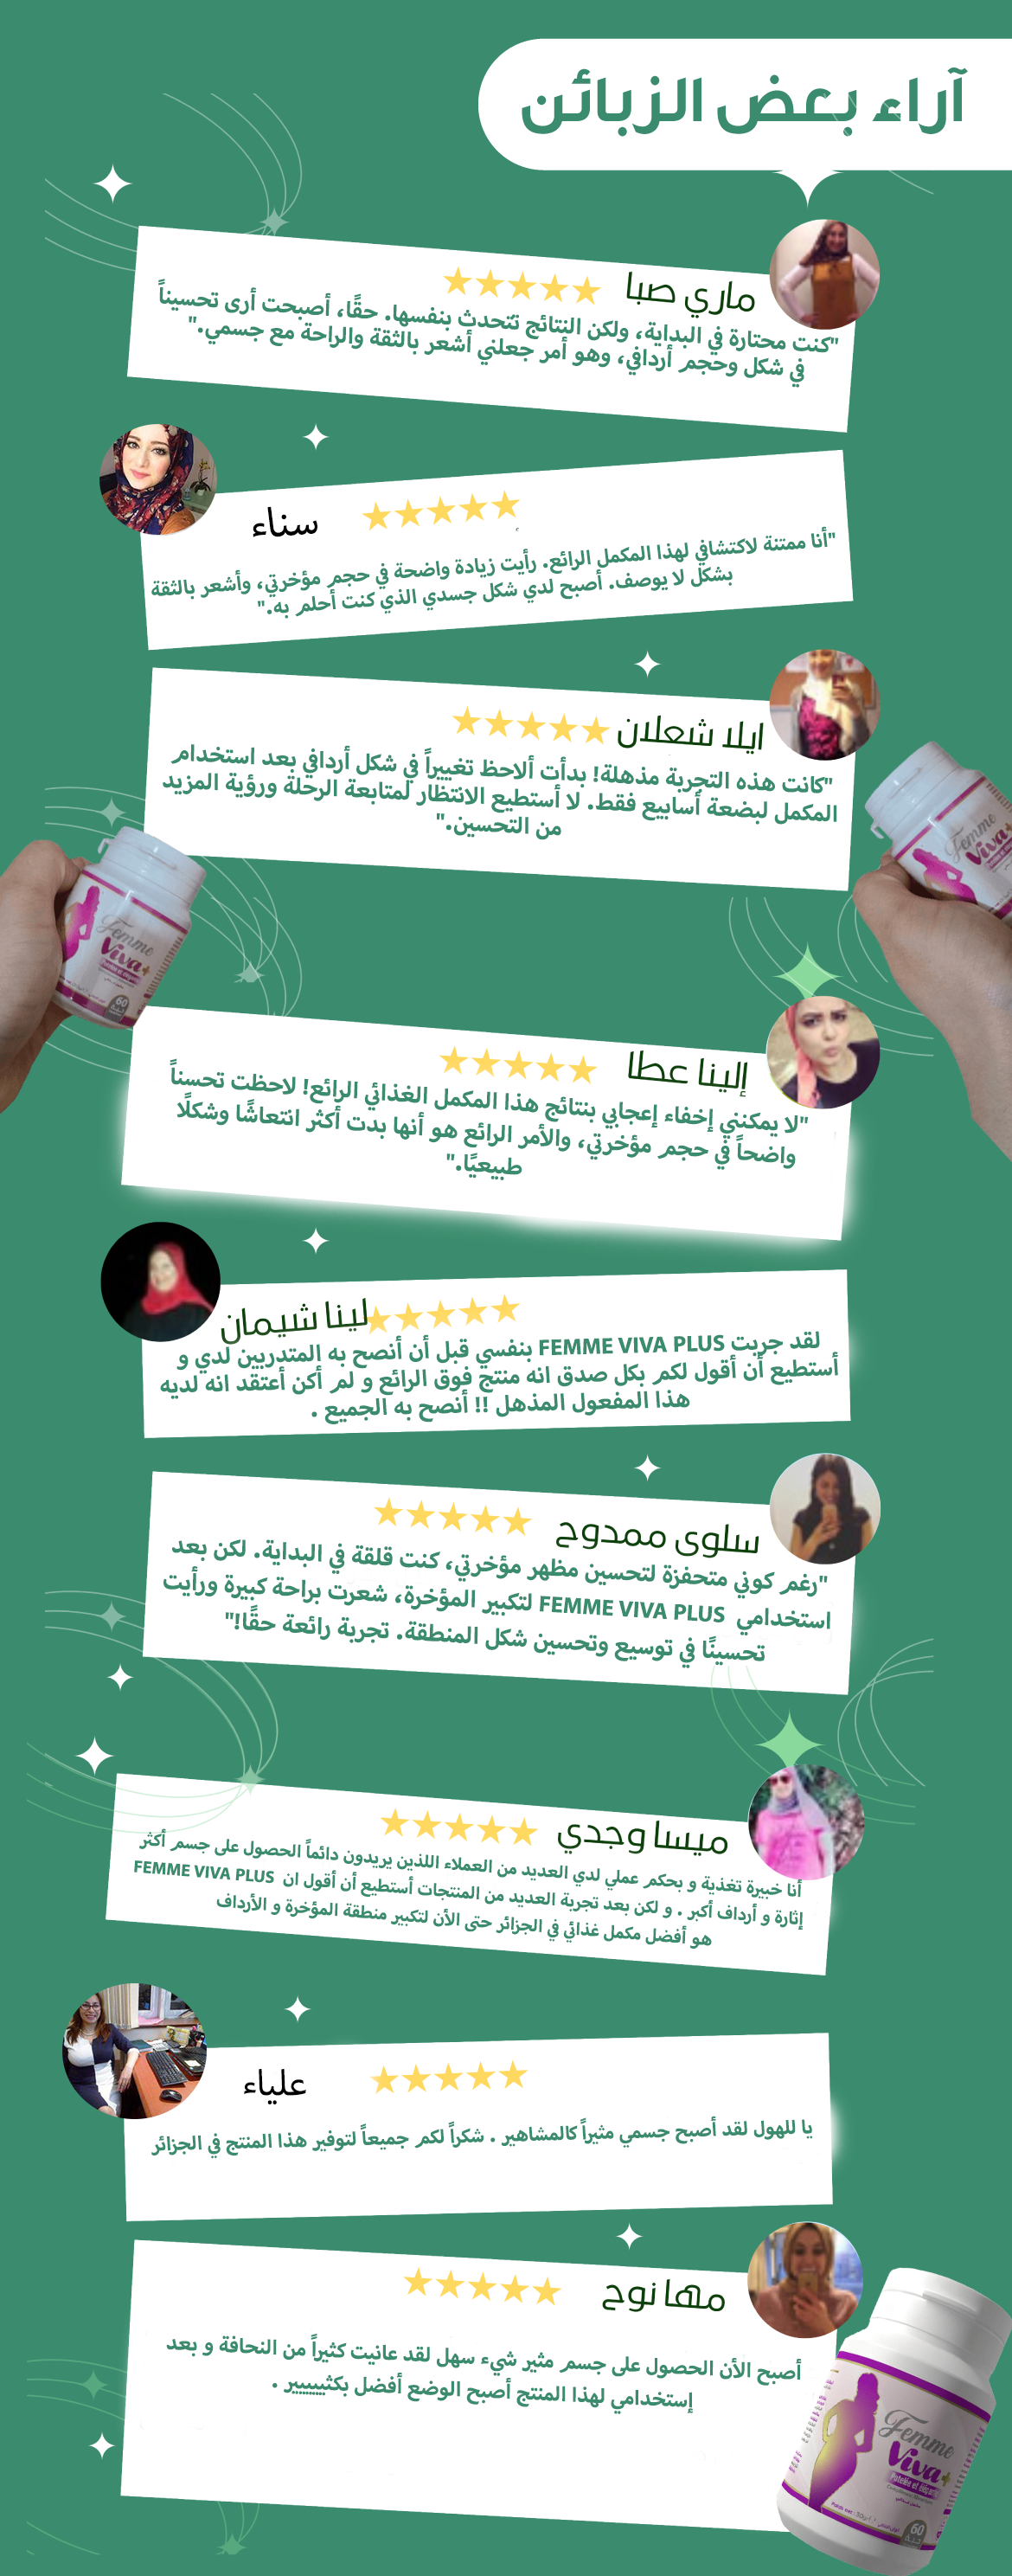 آراء بعض الزبائن
ماري صبا
"كنت محتارة في البداية، ولكن النتائج تتحدث بنفسها. حقًا، أصبحت أرى تحسيناً
في شكل وحجم أردافي، وهو أمر جعلني أشعر بالثقة والراحة مع جسمي."
سناء
"أنا ممتنة لاكتشافي لهذا المكمل الرائع. رأيت زيادة واضحة في حجم مؤخرتي، وأشعر بالثقة
بشكل لا يوصف. أصبح لدي شكل جسدي الذي كنت أحلم به."
ايلا شعلان
"كانت هذه التجربة مذهلة! بدأت ألاحظ تغييراً في شكل أردافي بعد استخدام
المكمل لبضعة أسابيع فقط. لا أستطيع الانتظار لمتابعة الرحلة ورؤية المزيد
من التحسين."
Femme
Viva+
Femme
Viva+
60
إلينا عطا
"لا يمكنني إخفاء إعجابي بنتائج هذا المكمل الغذائي الرائع! لاحظت تحسناً
واضحاً في حجم مؤخرتي، والأمر الرائع هو أنها بدت أكثر انتعاشًا وشكلًا
طبيعيًا."
لينا شيمان
لقد جربت FEMME VIVA PLUS بنفسي قبل أن أنصح به المتدربين لدي و
أستطيع أن أقول لكم بكل صدق انه منتج فوق الرائع و لم أكن أعتقد انه لديه
هذا المفعول المذهل !! أنصح به الجميع .
سلوى ممدوح
"رغم كوني متحفزة لتحسين مظهر مؤخرتي، كنت قلقة في البداية. لكن بعد
استخدامي FEMME VIVA PLUS لتكبير المؤخرة، شعرت براحة كبيرة ورأيت
تحسينًا في توسيع وتحسين شكل المنطقة. تجربة رائعة حقًا!"
ميسا وجدي
أنا خبيرة تغذية و بحكم عملي لدي العديد من العملاء اللذين يريدون دائماً الحصول على جسم أكثر
إثارة و أرداف أكبر . و لكن بعد تجربة العديد من المنتجات أستطيع أن أقول ان FEMME VIVA PLUS
هو أفضل مكمل غذائي في الجزائر حتى الأن لتكبير منطقة المؤخرة و الأرداف
علياء
يا للهول لقد أصبح جسمي مثيراً كالمشاهير . شكراً لكم جميعاً لتوفير هذا المنتج في الجزائر
مها نوح
أصبح الأن الحصول على جسم مثير شيء سهل لقد عانيت كثيراً من النحافة و بعد
إستخدامي لهذا المنتج أصبح الوضع أفضل بكثيييييير .
Femme
Viva+
60